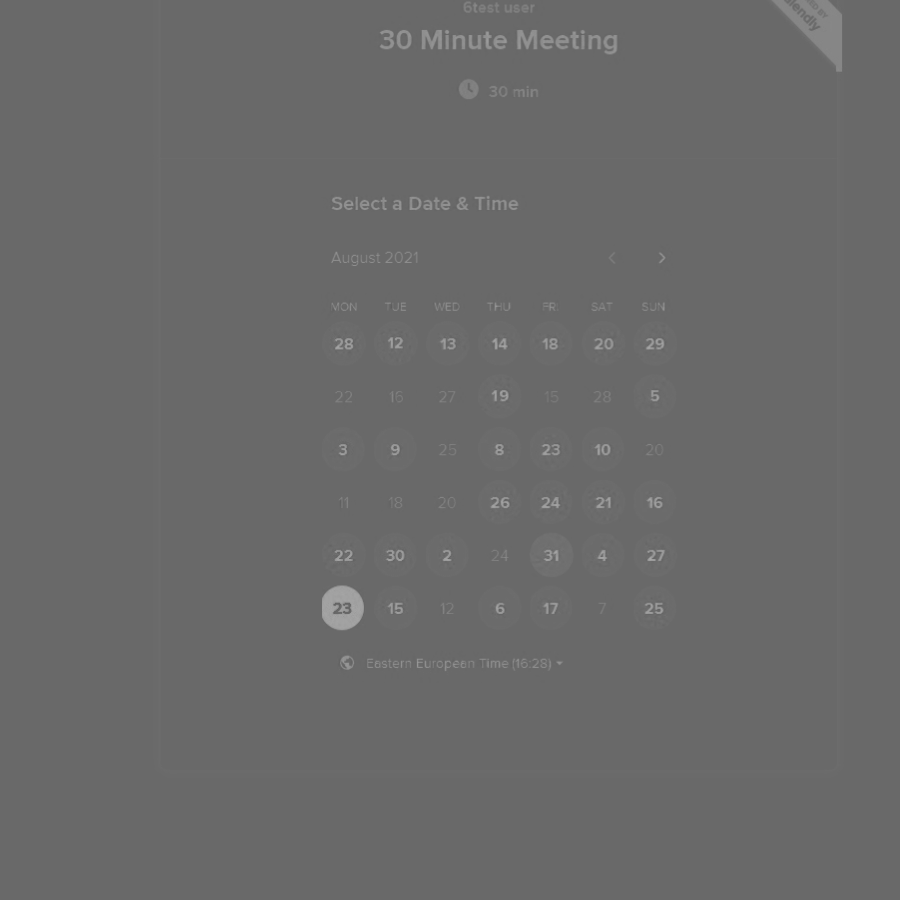 6test user
30 Minute Meeting
30 min
Select a Date & Time
August 2021
MON TUE WED THU FRI SAT SUN
28 12 13 14 18 20 29
22 16 27 19 15 28 5
3 9 25 8 23 10 20
11 18 20 26 24 21 16
22 30 2 24 31 4 27
23 15 12 6 17 7 25
Eastern European Time (16:28)